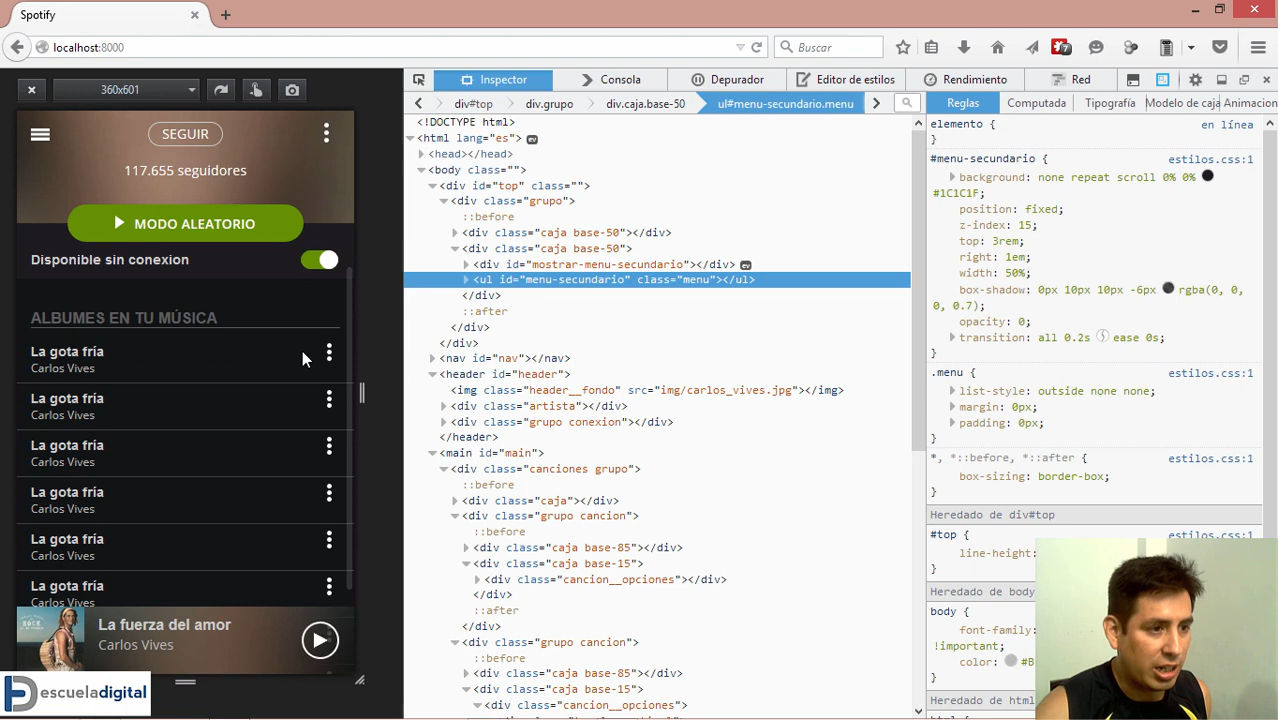 Spotify
localhost:8000
Buscar
7
360x601
Inspector
Consola
Depurador
Editor de estilos
Rendimiento
Red
div#top
div.grupo
div.caja.base-50
ul#menu-secundario.menu
Reglas
Computada
Tipografía
Modelo de caja
Animacion
SEGUIR
117.655 seguidores
MODO ALEATORIO
Disponible sin conexion
ALBUMES EN TU MÚSICA
La gota fría
Carlos Vives
La gota fría
Carlos Vives
La gota fría
Carlos Vives
La gota fría
Carlos Vives
La gota fría
Carlos Vives
La gota fría
Carlos Vives
La fuerza del amor
Carlos Vives
escueladigital
<!DOCTYPE html>
<html lang="es"> ev
<head></head>
<body class="">
<div id="top" class="">
<div class="grupo">
::before
<div class="caja base-50"></div>
<div class="caja base-50">
<div id="mostrar-menu-secundario"></div> ev
<ul id="menu-secundario" class="menu"></ul>
</div>
::after
</div>
</div>
<nav id="nav"></nav>
<header id="header">
<img class="header__fondo" src="img/carlos_vives.jpg"></img>
<div class="artista"></div>
<div class="grupo conexion"></div>
</header>
<main id="main">
<div class="canciones grupo">
::before
<div class="caja"></div>
<div class="grupo cancion">
::before
<div class="caja base-85"></div>
<div class="caja base-15">
<div class="cancion__opciones"></div>
</div>
::after
</div>
<div class="grupo cancion">
::before
<div class="caja base-85"></div>
<div class="caja base-15">
elemento { en línea
}
#menu-secundario { estilos.css:1
background: none repeat scroll 0% 0%
#1C1C1F;
position: fixed;
z-index: 15;
top: 3rem;
right: 1em;
width: 50%;
box-shadow: 0px 10px 10px -6px rgba(0, 0,
0, 0.7);
opacity: 0;
transition: all 0.2s ease 0s;
}
.menu { estilos.css:1
list-style: outside none none;
margin: 0px;
padding: 0px;
}
*, *::before, *::after { estilos.css:1
box-sizing: border-box;
}
Heredado de div#top
#top {
line-height:
}
Heredado de body
body {
font-family:
!important;
color: #B
}
Heredado de html